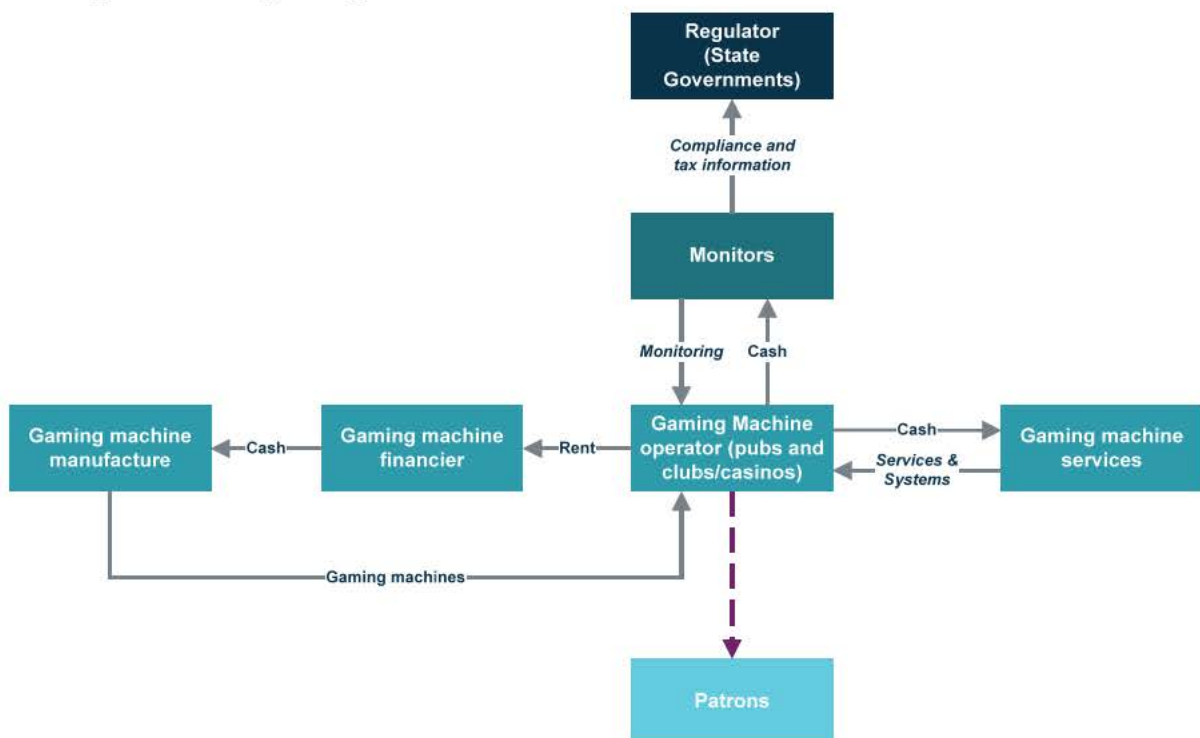 Regulator
(State
Governments)
Compliance and
tax information
Monitors
Monitoring
Cash
Gaming machine
manufacture
Cash
Gaming machine
financier
Rent
Gaming Machine
operator (pubs and
clubs/casinos)
Cash
Services &
Systems
Gaming machine
services
Gaming machines
Patrons